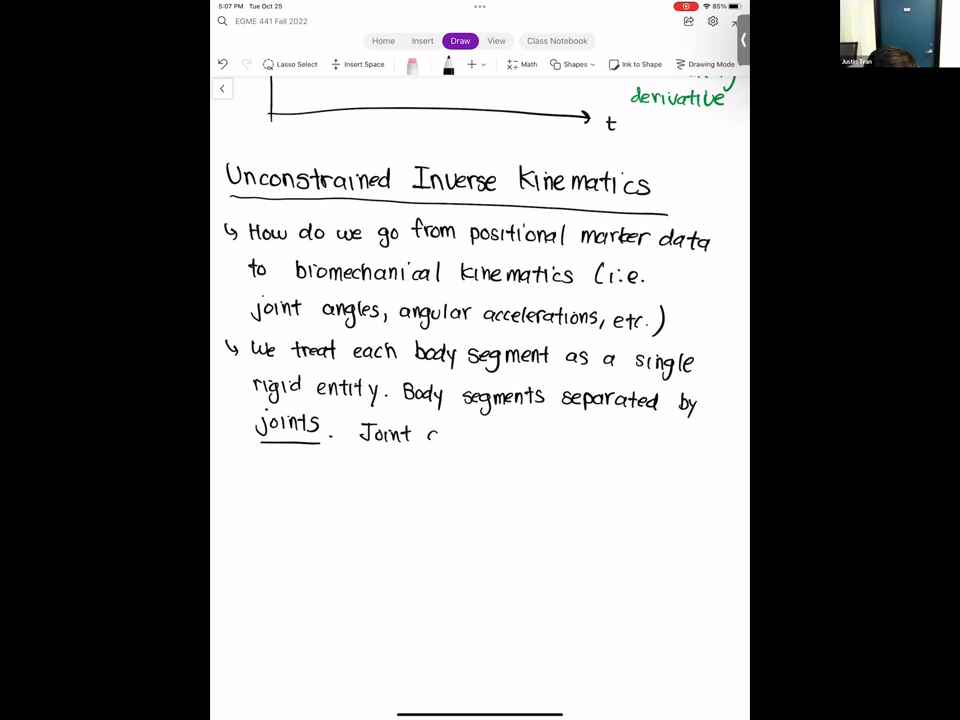 5:07 PM Tue Oct 25
85%
EGME 441 Fall 2022
Home Insert Draw View Class Notebook
Lasso Select Insert Space Math Shapes Ink to Shape Drawing Mode
derivative
t
Unconstrained Inverse Kinematics
↳ How do we go from positional marker data
to biomechanical kinematics (i.e.
joint angles, angular accelerations, etc.)
↳ We treat each body segment as a single
rigid entity. Body segments separated by
joints. Joint c
Justin Tran